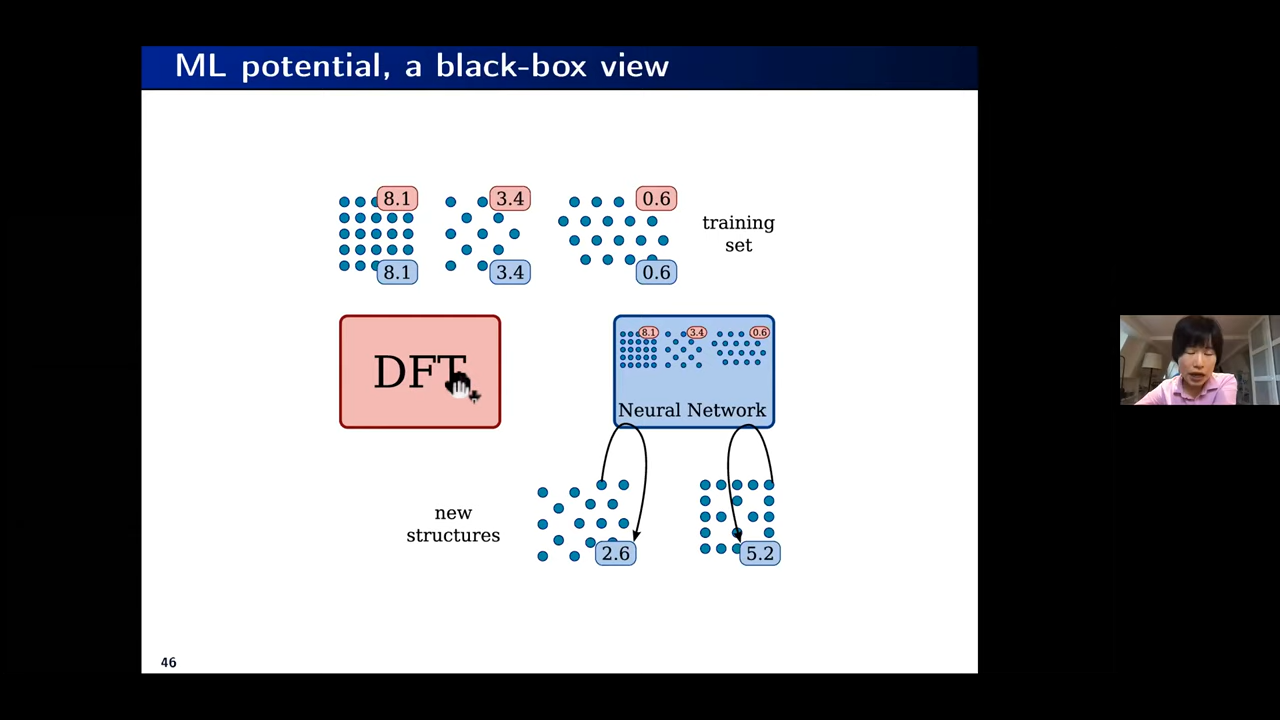 ML potential, a black-box view
8.1
3.4
0.6
training
set
8.1
3.4
0.6
DFT
8.1
3.4
0.6
Neural Network
new
structures
2.6
5.2
46